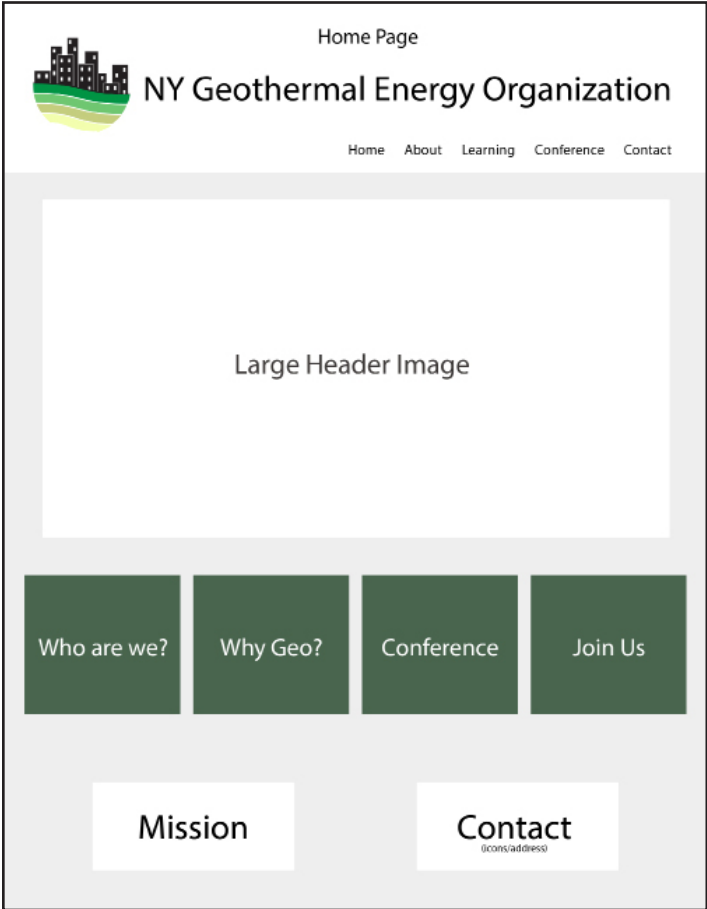 Home Page
NY Geothermal Energy Organization
Home About Learning Conference Contact
Large Header Image
Who are we? Why Geo? Conference Join Us
Mission Contact
(icons/address)